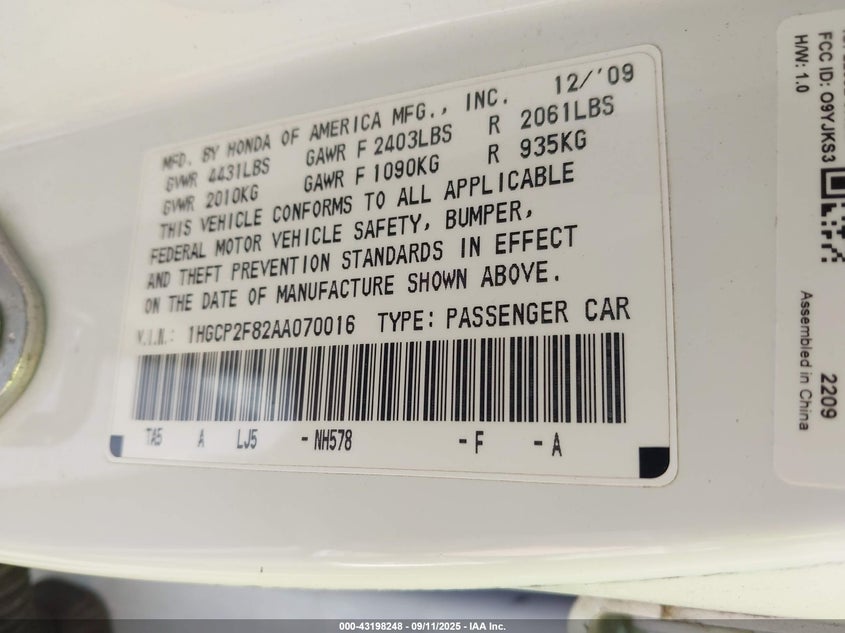 12/'09
MFD. BY HONDA OF AMERICA MFG., INC.
GVWR 4431LBS GAWR F 2403LBS R 2061LBS
GVWR 2010KG GAWR F 1090KG R 935KG
THIS VEHICLE CONFORMS TO ALL APPLICABLE
FEDERAL MOTOR VEHICLE SAFETY, BUMPER,
AND THEFT PREVENTION STANDARDS IN EFFECT
ON THE DATE OF MANUFACTURE SHOWN ABOVE.
V.I.N.: 1HGCP2F82AA070016 TYPE: PASSENGER CAR
TA5 A LJ5 - NH578 - F - A
FCC ID: O9YJKS3
H/W: 1.0
2209
Assembled in China
000-43198248 - 09/11/2025 - IAA Inc.